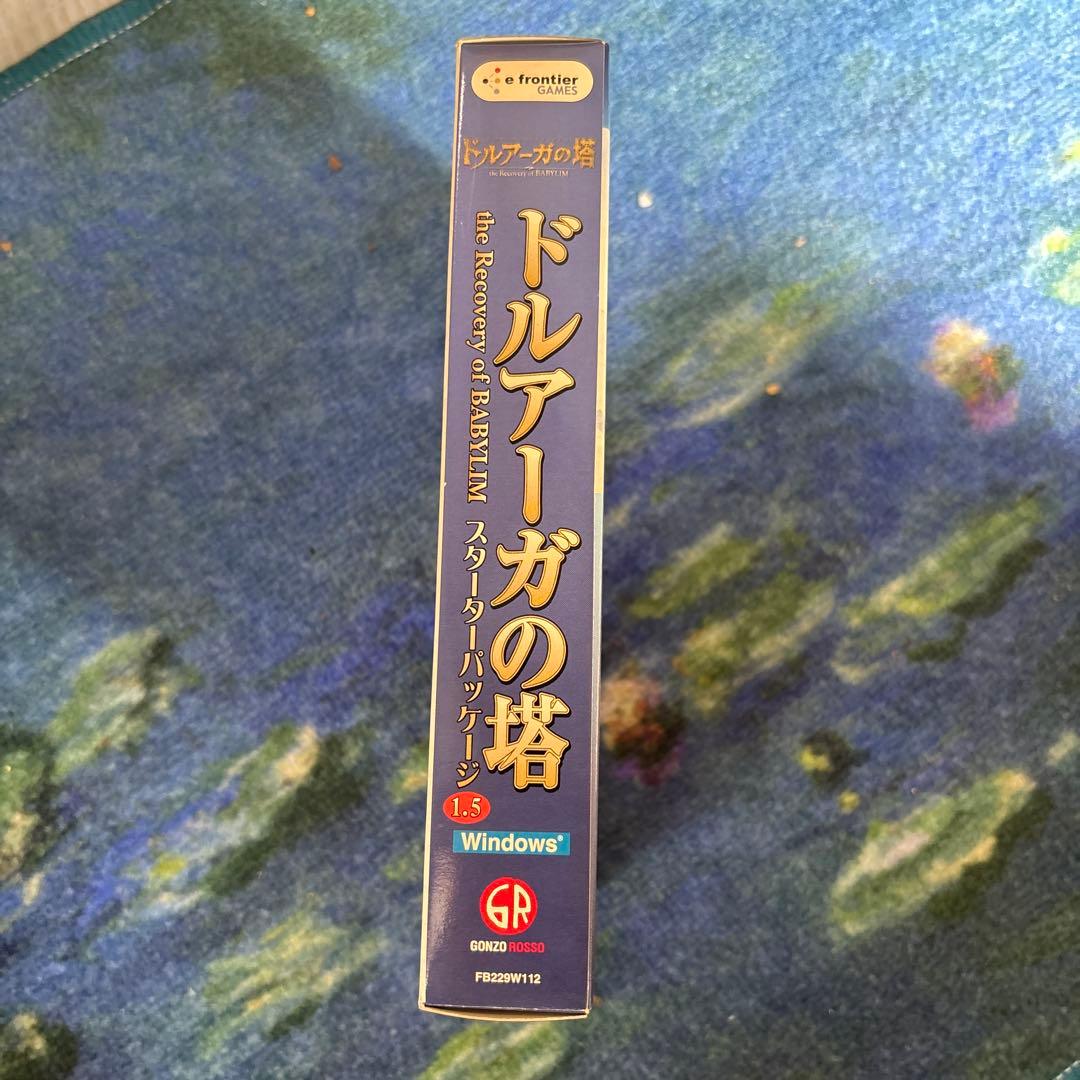 e frontier
GAMES
ドルアーガの塔
the Recovery of BABYLIM
ドルアーガの塔
the Recovery of BABYLIM スターターパッケージ
1.5
Windows®
GR
GONZO ROSSO
FB229W112